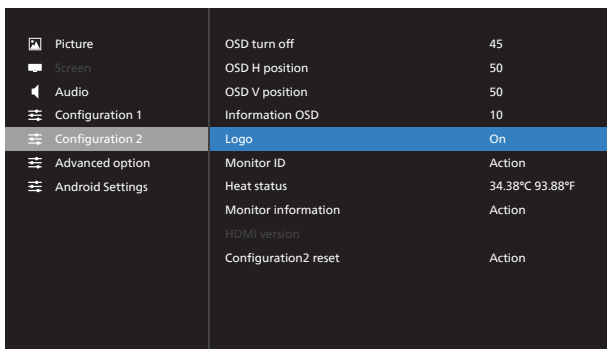 Picture
Screen
Audio
Configuration 1
Configuration 2
Advanced option
Android Settings
OSD turn off 45
OSD H position 50
OSD V position 50
Information OSD 10
Logo On
Monitor ID Action
Heat status 34.38°C 93.88°F
Monitor information Action
HDMI version
Configuration2 reset Action